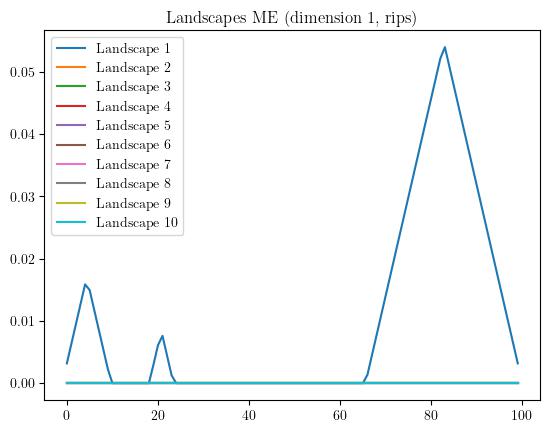 Landscapes ME (dimension 1, rips)
Landscape 1
Landscape 2
Landscape 3
Landscape 4
Landscape 5
Landscape 6
Landscape 7
Landscape 8
Landscape 9
Landscape 10
0.05
0.04
0.03
0.02
0.01
0.00
0 20 40 60 80 100